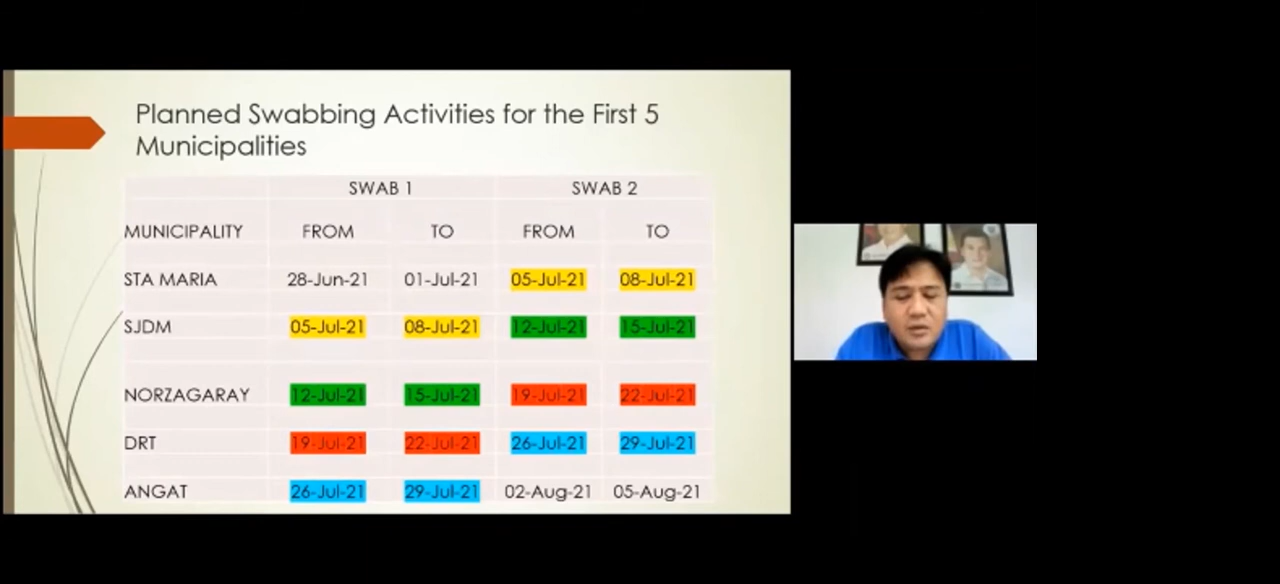 Planned Swabbing Activities for the First 5
Municipalities
SWAB 1 SWAB 2
MUNICIPALITY FROM TO FROM TO
STA MARIA 28-Jun-21 01-Jul-21 05-Jul-21 08-Jul-21
SJDM 05-Jul-21 08-Jul-21 12-Jul-21 15-Jul-21
NORZAGARAY 12-Jul-21 15-Jul-21 19-Jul-21 22-Jul-21
DRT 19-Jul-21 22-Jul-21 26-Jul-21 29-Jul-21
ANGAT 26-Jul-21 29-Jul-21 02-Aug-21 05-Aug-21